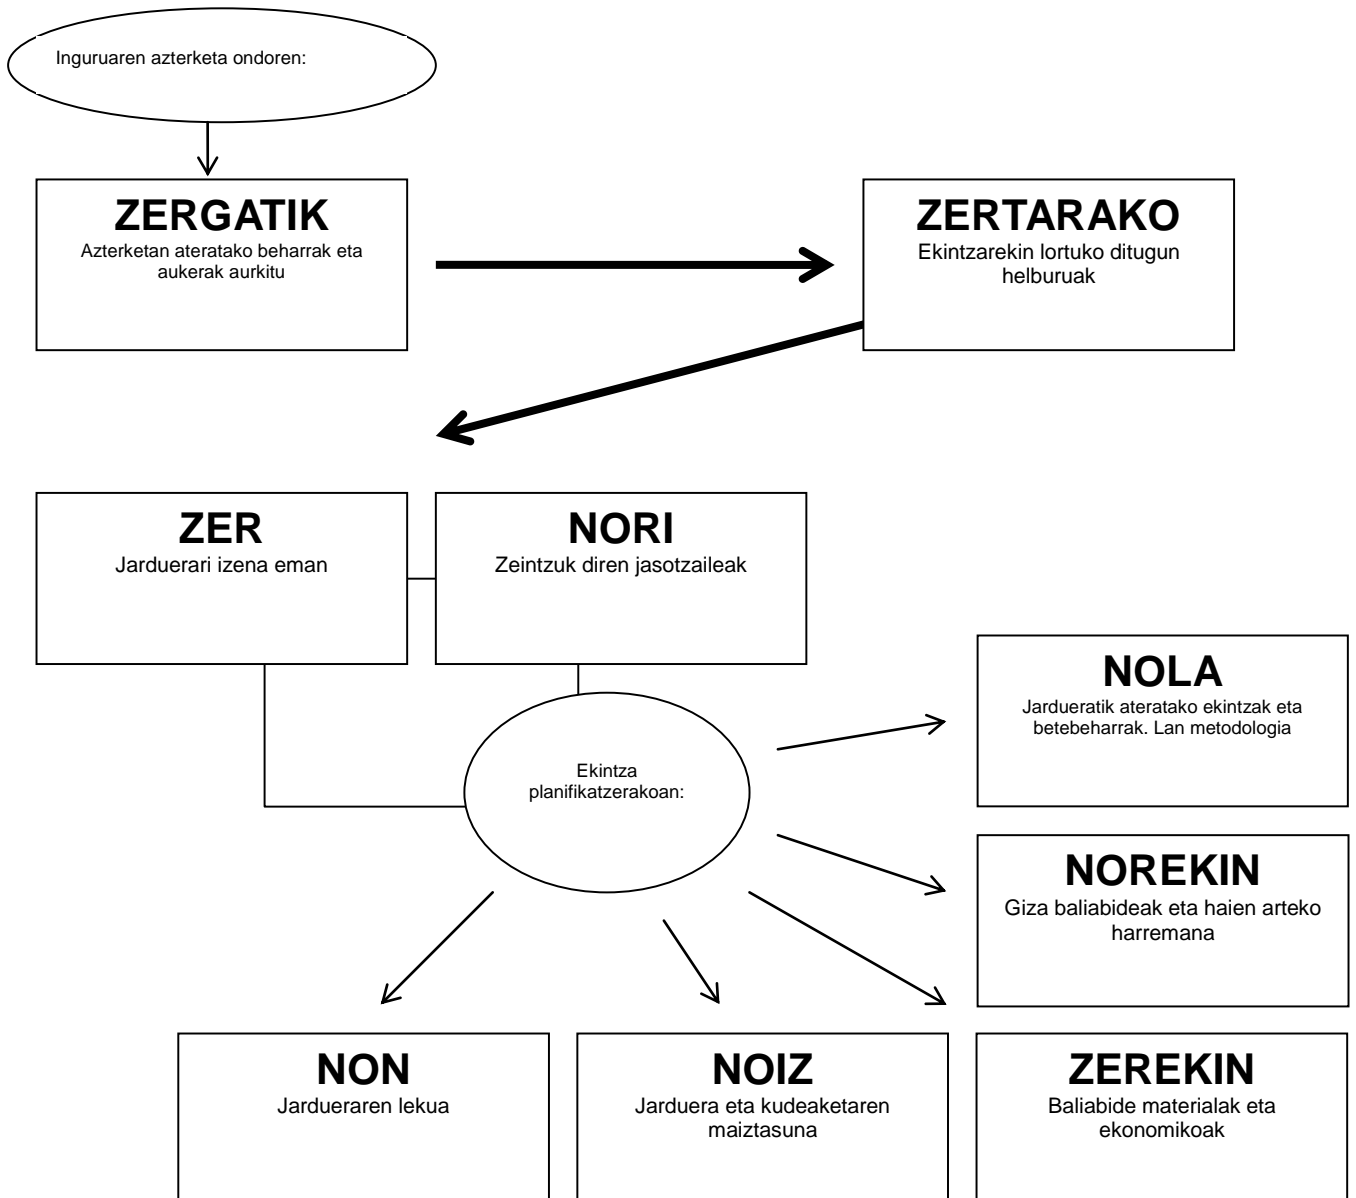 Inguruaren azterketa ondoren:
ZERGATIK
Azterketan ateratako beharrak eta
aukerak aurkitu
ZERTARAKO
Ekintzarekin lortuko ditugun
helburuak
ZER
Jarduerari izena eman
NORI
Zeintzuk diren jasotzaileak
Ekintza
planifikatzerakoan:
NOLA
Jardueratik ateratako ekintzak eta
betebeharrak. Lan metodologia
NOREKIN
Giza baliabideak eta haien arteko
harremana
NON
Jardueraren lekua
NOIZ
Jarduera eta kudeaketaren
maiztasuna
ZEREKIN
Baliabide materialak eta
ekonomikoak